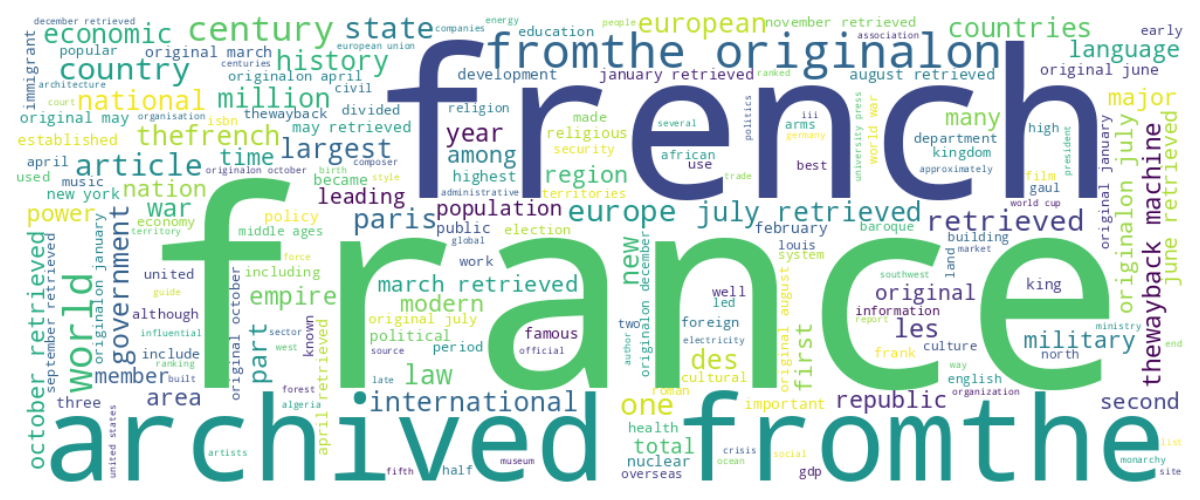 december retrieved
economic
century
state
companies
energy
education
people
european
november retrieved
association
countries
early
popular
original march
centuries
european union
history
fromthe originalon
language
immigrant
architecture
country
originalon april
civil
development
january retrieved
ranked
august retrieved
original june
court
national
organisation
million
divided
religion
french
made
several
politics
iii
arms
germany
university press
world war
many
high
president
major
original may
isbn
thewayback
may retrieved
year
religious
security
african
use
best
department
kingdom
approximately
film
gaul
established
thefrench
largest
among
highest
april
article
time
originalon october
composer
birth
style
became
administrative
region
territories
trade
world cup
used
music
new york
nation
leading
population
power
war
paris
public
global
europe july retrieved
february
baroque
retrieved
original january
thewayback machine
originalon july
june retrieved
economy
territory
policy
middle ages
force
election
work
new
louis
system
building
market
land
october retrieved
september retrieved
world
originalon january
government
united
guide
although
influential
original october
including
france
march retrieved
modern
empire
original july
political
period
source
famous
official
two
author
originalon december
well
led
foreign
electricity
original august
southwest
information
report
original
les
frank
culture
king
military
ministry
north
end
include
ranking
member
built
part
sector
west
known
late
law
des
cultural
roman
first
way
english
organization
three
area
forest
algeria
april retrieved
international
one
important
republic
second
united states
archived
fromthe
artists
fifth
half
museum
health
total
nuclear
overseas
crisis
ocean
social
gdp
list
monarchy
site